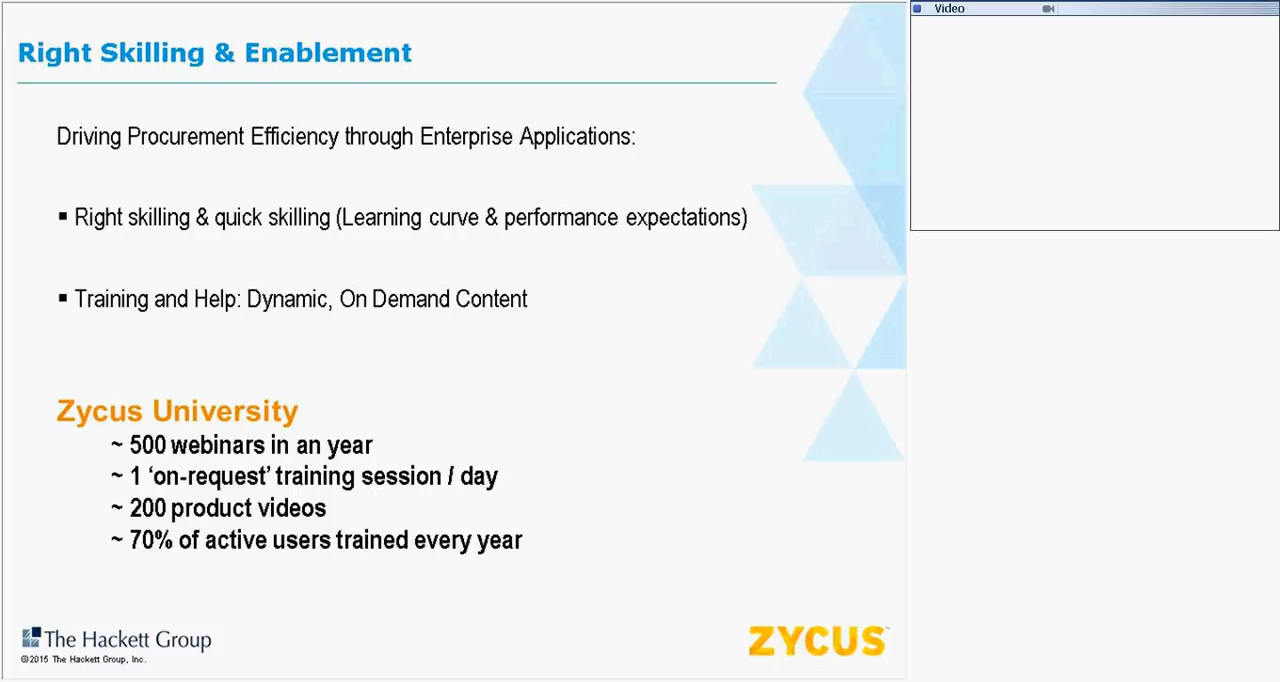 Right Skilling & Enablement
Driving Procurement Efficiency through Enterprise Applications:
▪ Right skilling & quick skilling (Learning curve & performance expectations)
▪ Training and Help: Dynamic, On Demand Content
Zycus University
~ 500 webinars in an year
~ 1 ‘on-request’ training session / day
~ 200 product videos
~ 70% of active users trained every year
The Hackett Group
©2015 The Hackett Group, Inc.
ZYCUS™
Video